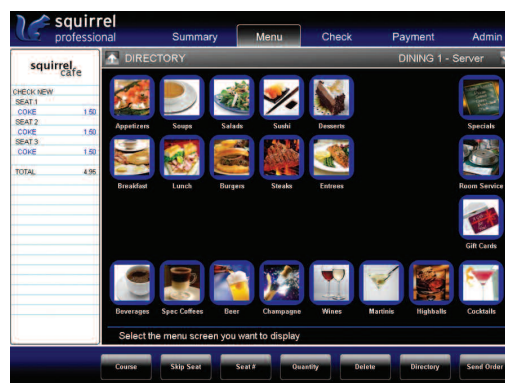 squirrel
professional
Summary Menu Check Payment Admin
DIRECTORY DINING 1 - Server
squirrel
cafe
CHECK NEW
SEAT 1
COKE 1.50
SEAT 2
COKE 1.50
SEAT 3
COKE 1.50
TOTAL 4.95
Appetizers Soups Salads Sushi Desserts Specials
Breakfast Lunch Burgers Steaks Entrees Room Service
Gift Cards
Beverages Spec Coffees Beer Champagne Wines Martinis Highballs Cocktails
Select the menu screen you want to display
Course Skip Seat Seat # Quantity Delete Directory Send Order